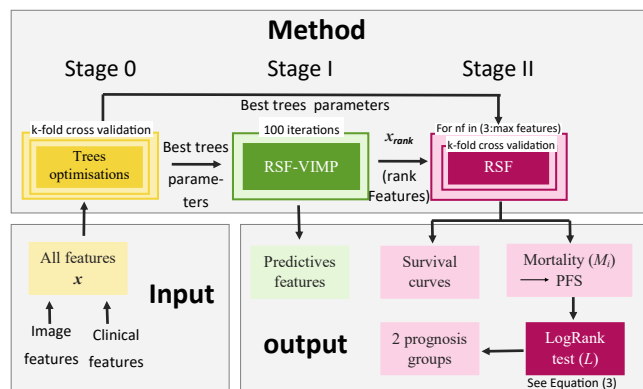 Method
Stage 0
Stage I
Stage II
Best trees parameters
k-fold cross validation
Trees
optimisations
Best trees
parame-
ters
100 iterations
RSF-VIMP
x_rank
(rank
Features)
For nf in (3:max features)
k-fold cross validation
RSF
All features
x
Image
features
Clinical
features
Input
Predictives
features
Survival
curves
Mortality (M_i)
→ PFS
output
2 prognosis
groups
LogRank
test (L)
See Equation (3)